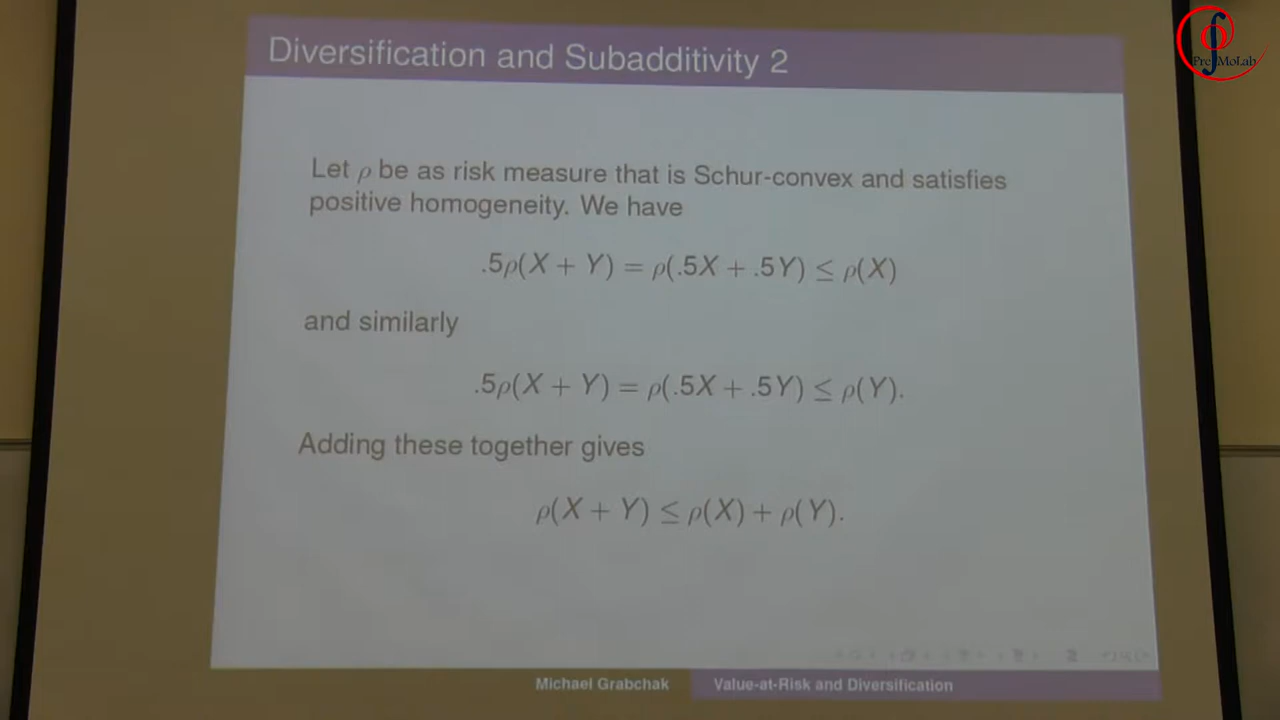 Diversification and Subadditivity 2
PreMoLab
Let ρ be as risk measure that is Schur-convex and satisfies
positive homogeneity. We have
.5ρ(X + Y) = ρ(.5X + .5Y) ≤ ρ(X)
and similarly
.5ρ(X + Y) = ρ(.5X + .5Y) ≤ ρ(Y).
Adding these together gives
ρ(X + Y) ≤ ρ(X) + ρ(Y).
Michael Grabchak
Value-at-Risk and Diversification